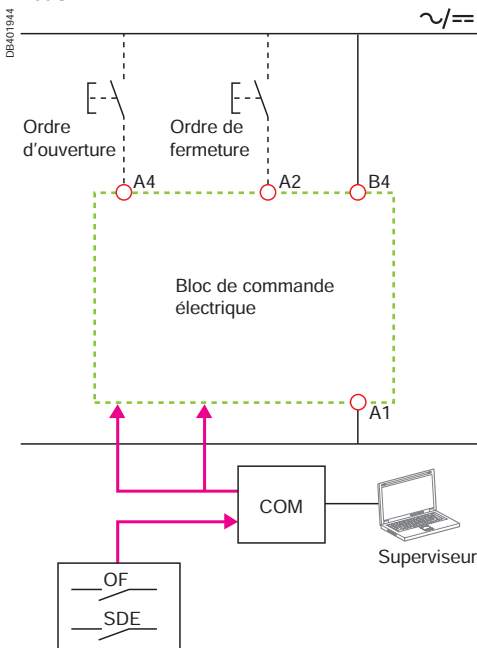 DB401944
∼/⎓
Ordre
d'ouverture
Ordre de
fermeture
A4
A2
B4
Bloc de commande
électrique
A1
COM
Superviseur
OF
SDE